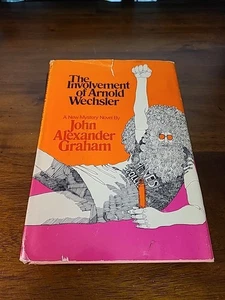 The
Involvement
of Arnold
Wechsler
A New Mystery Novel By
John
Alexander
Graham